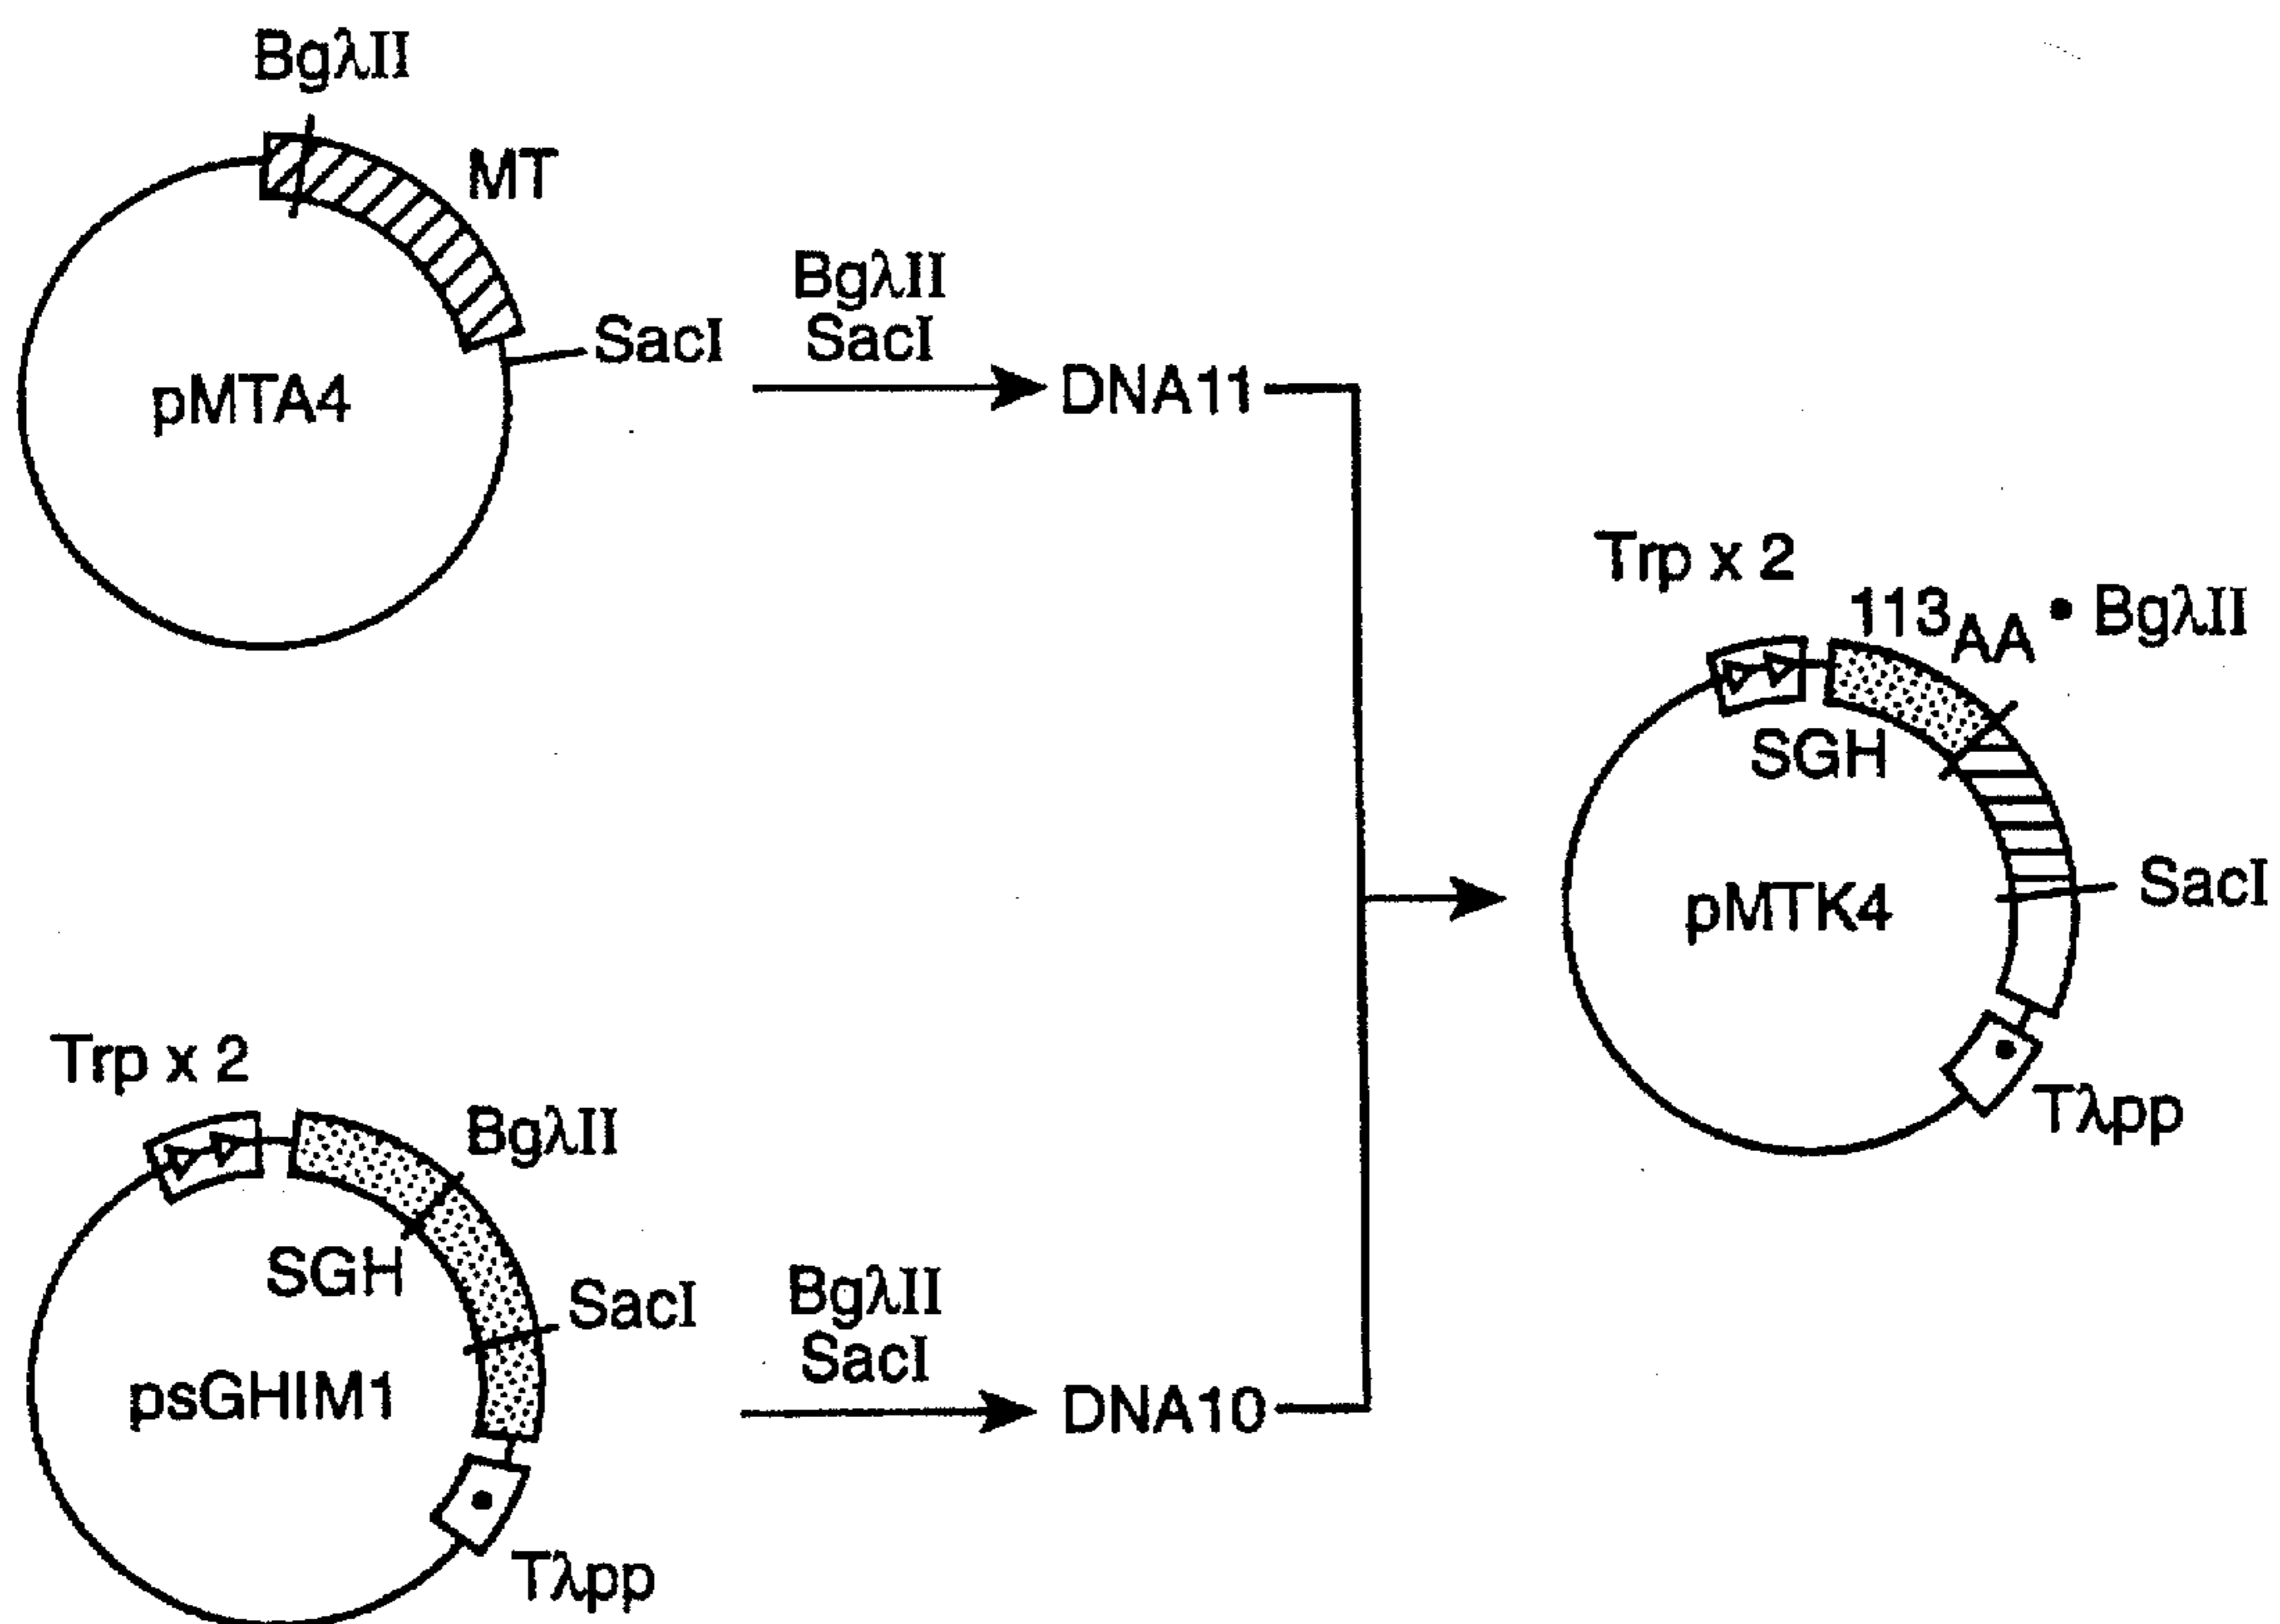 BgλII
MT
SacI
pMTA4
BgλII
SacI
DNA11
Trp x 2
113AA • BgλII
SGH
SacI
pMTK4
Tλpp
Trp x 2
BgλII
SGH
SacI
psGHIM1
Tλpp
BgλII
SacI
DNA10